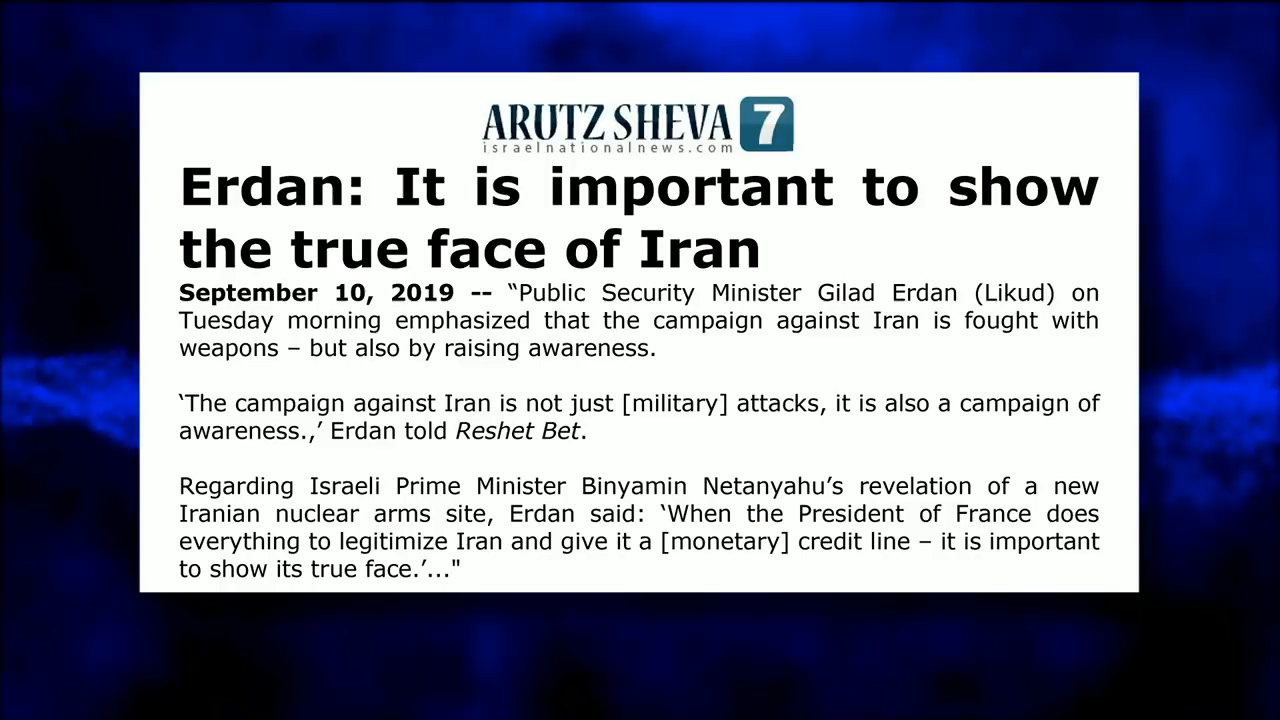 ARUTZ SHEVA 7
israelnationalnews.com
Erdan: It is important to show
the true face of Iran
September 10, 2019 -- “Public Security Minister Gilad Erdan (Likud) on
Tuesday morning emphasized that the campaign against Iran is fought with
weapons – but also by raising awareness.
‘The campaign against Iran is not just [military] attacks, it is also a campaign of
awareness.,’ Erdan told Reshet Bet.
Regarding Israeli Prime Minister Binyamin Netanyahu’s revelation of a new
Iranian nuclear arms site, Erdan said: ‘When the President of France does
everything to legitimize Iran and give it a [monetary] credit line – it is important
to show its true face.’..."